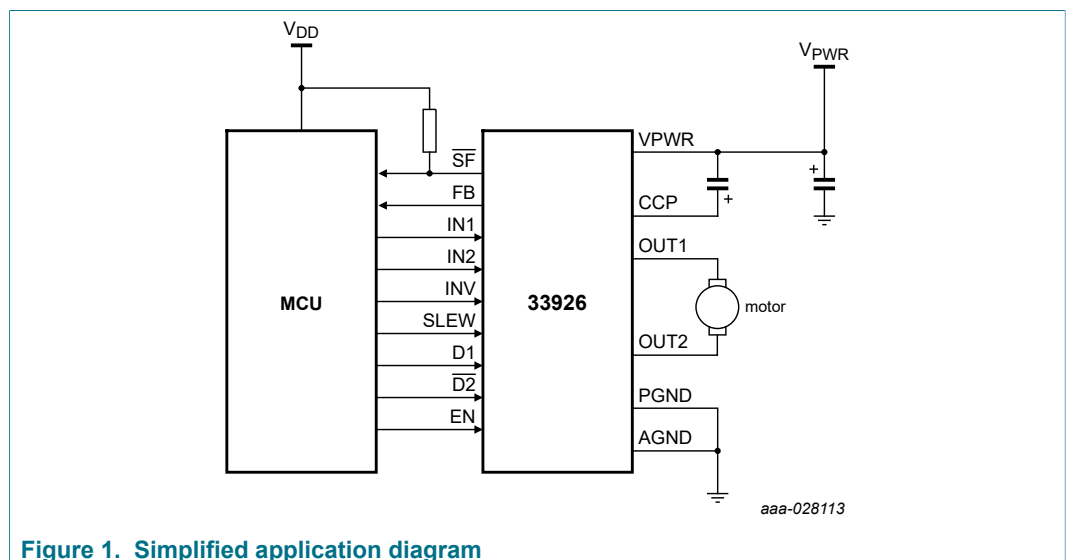 VDD
VPWR
SF
FB
IN1
IN2
INV
SLEW
D1
D2
EN
MCU
33926
VPWR
CCP
OUT1
motor
OUT2
PGND
AGND
aaa-028113
Figure 1. Simplified application diagram